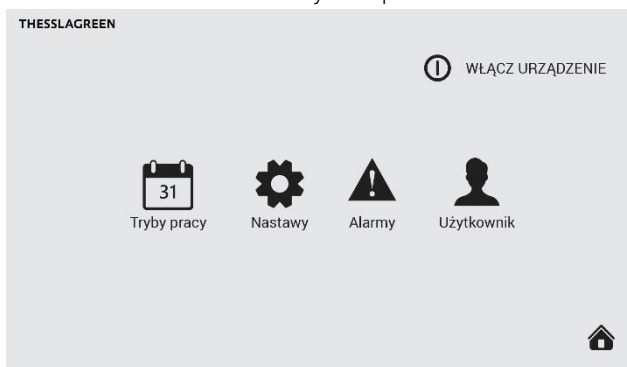 THESSLAGREEN
WŁĄCZ URZĄDZENIE
31
Tryby pracy
Nastawy
Alarmy
Użytkownik